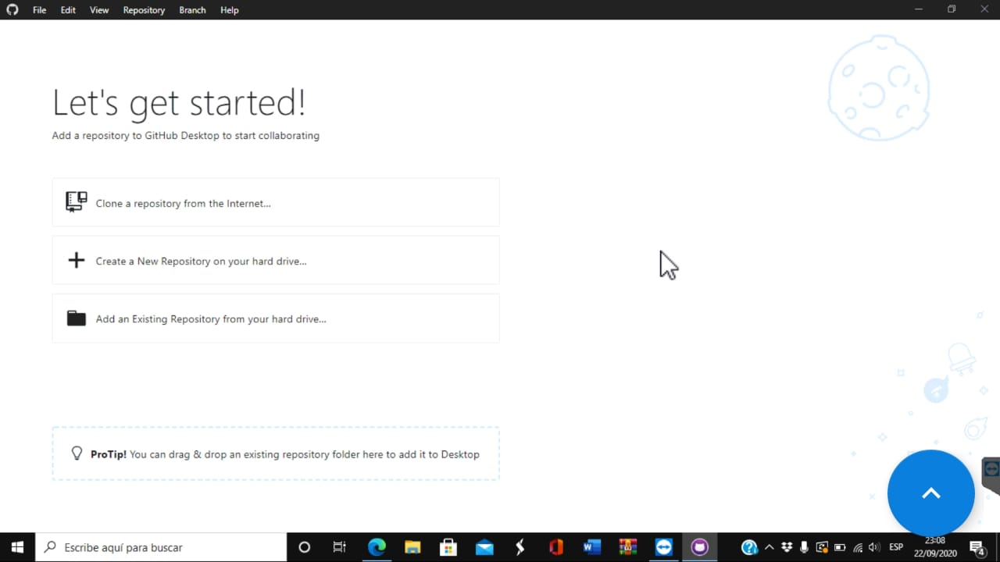 File Edit View Repository Branch Help
Let's get started!
Add a repository to GitHub Desktop to start collaborating
Clone a repository from the Internet...
Create a New Repository on your hard drive...
Add an Existing Repository from your hard drive...
ProTip! You can drag & drop an existing repository folder here to add it to Desktop
Escribe aquí para buscar
ESP
23:08
22/09/2020
4